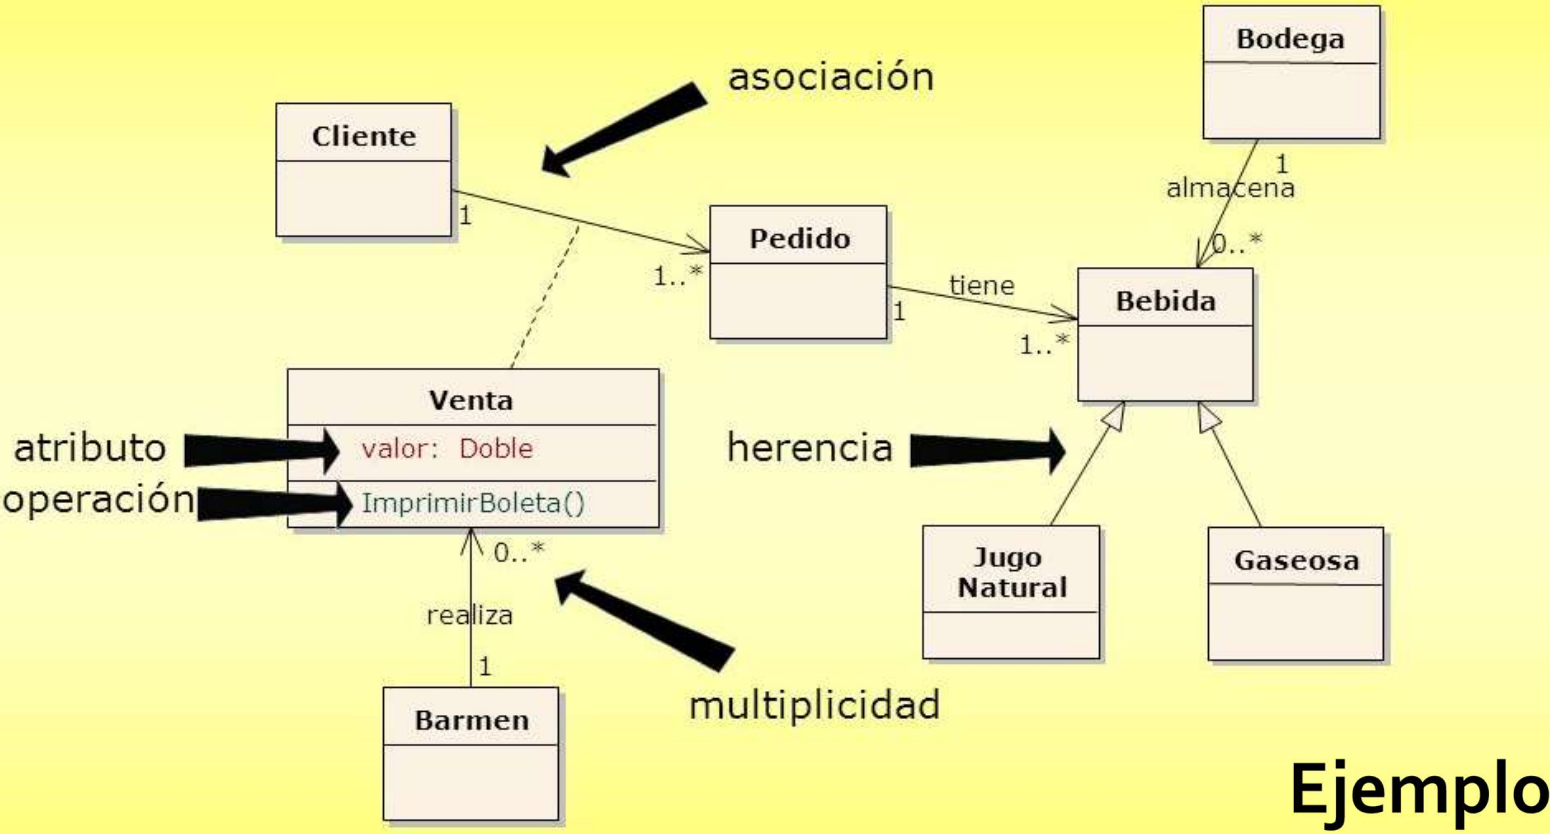 Bodega
asociación
Cliente
1
almacena
1
Pedido
0..*
1..*
tiene
Bebida
1
1..*
Venta
atributo
valor: Doble
herencia
operación
ImprimirBoleta()
0..*
Jugo
Natural
Gaseosa
realiza
1
multiplicidad
Barmen
Ejemplo